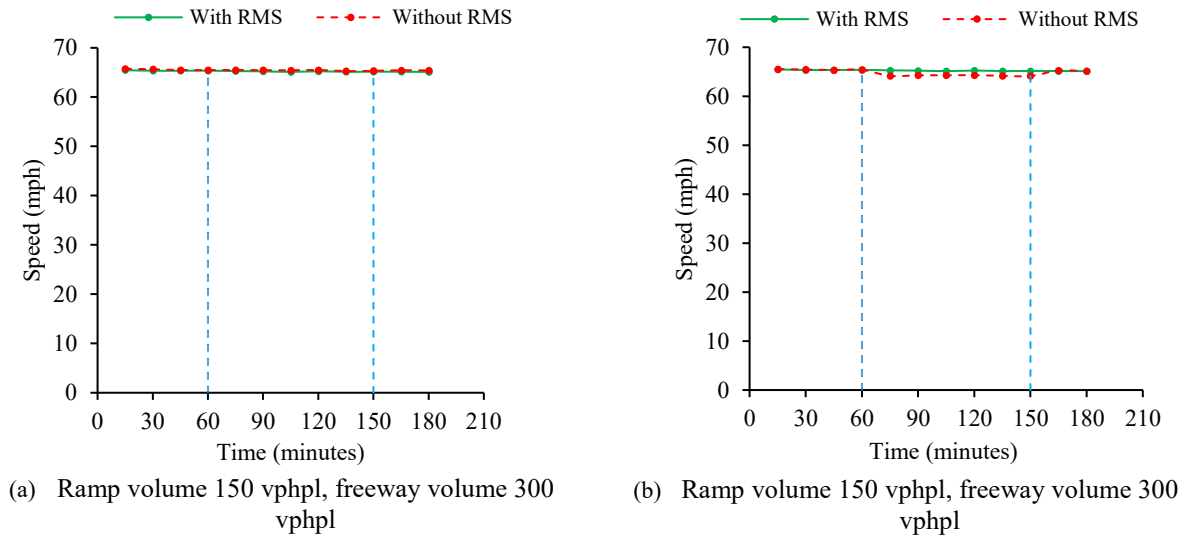 With RMS Without RMS
70
60
50
40
30
20
10
0
Speed (mph)
0 30 60 90 120 150 180 210
Time (minutes)
(a) Ramp volume 150 vphpl, freeway volume 300
vphpl
With RMS Without RMS
70
60
50
40
30
20
10
0
Speed (mph)
0 30 60 90 120 150 180 210
Time (minutes)
(b) Ramp volume 150 vphpl, freeway volume 300
vphpl